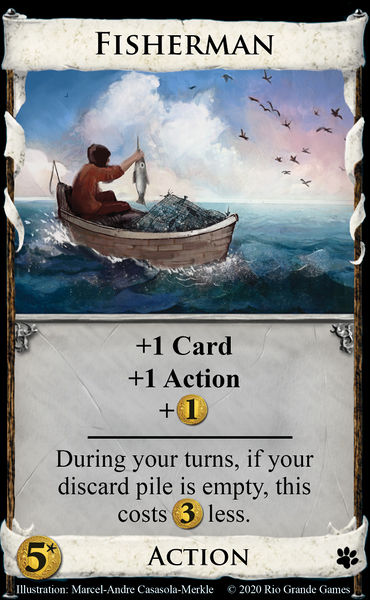 FISHERMAN
+1 Card
+1 Action
+ 1
During your turns, if your
discard pile is empty, this
costs 3 less.
5* ACTION
Illustration: Marcel-Andre Casasola-Merkle © 2020 Rio Grande Games